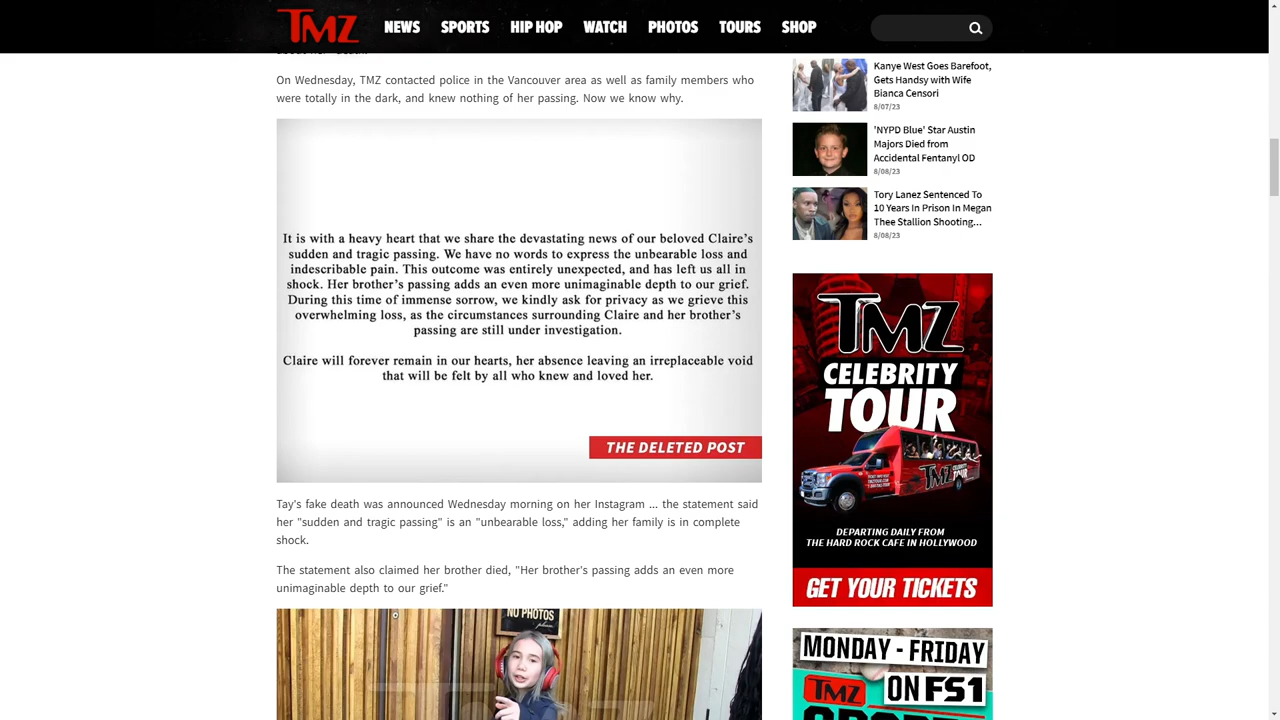 TMZ
NEWS SPORTS HIP HOP WATCH PHOTOS TOURS SHOP
On Wednesday, TMZ contacted police in the Vancouver area as well as family members who
were totally in the dark, and knew nothing of her passing. Now we know why.
It is with a heavy heart that we share the devastating news of our beloved Claire's
sudden and tragic passing. We have no words to express the unbearable loss and
indescribable pain. This outcome was entirely unexpected, and has left us all in
shock. Her brother's passing adds an even more unimaginable depth to our grief.
During this time of immense sorrow, we kindly ask for privacy as we grieve this
overwhelming loss, as the circumstances surrounding Claire and her brother's
passing are still under investigation.
Claire will forever remain in our hearts, her absence leaving an irreplaceable void
that will be felt by all who knew and loved her.
THE DELETED POST
Tay's fake death was announced Wednesday morning on her Instagram ... the statement said
her "sudden and tragic passing" is an "unbearable loss," adding her family is in complete
shock.
The statement also claimed her brother died, "Her brother's passing adds an even more
unimaginable depth to our grief."
NO PHOTOS
please
Kanye West Goes Barefoot,
Gets Handsy with Wife
Bianca Censori
8/07/23
'NYPD Blue' Star Austin
Majors Died from
Accidental Fentanyl OD
8/08/23
Tory Lanez Sentenced To
10 Years In Prison In Megan
Thee Stallion Shooting...
8/08/23
TMZ
CELEBRITY
TOUR
TMZ
CELEBRITY
TOUR
DEPARTING DAILY FROM
THE HARD ROCK CAFE IN HOLLYWOOD
GET YOUR TICKETS
MONDAY - FRIDAY
TMZ ON FS1